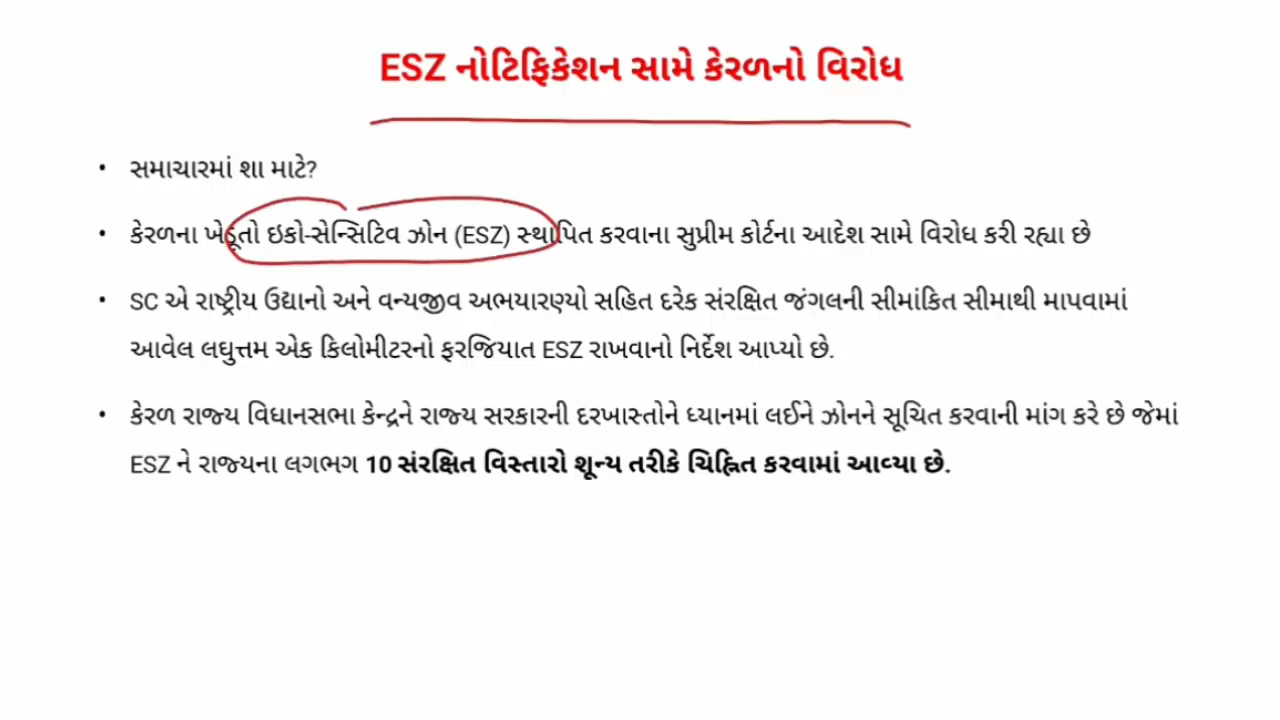 ESZ નોટિફિકેશન સામે કેરળનો વિરોધ
• સમાચારમાં શા માટે?
• કેરળના ખેડૂતો ઇકો-સેન્સિટિવ ઝોન (ESZ) સ્થાપિત કરવાના સુપ્રીમ કોર્ટના આદેશ સામે વિરોધ કરી રહ્યા છે
• SC એ રાષ્ટ્રીય ઉદ્યાનો અને વન્યજીવ અભયારણ્યો સહિત દરેક સંરક્ષિત જંગલની સીમાંકિત સીમાથી માપવામાં
આવેલ લઘુત્તમ એક કિલોમીટરનો ફરજિયાત ESZ રાખવાનો નિર્દેશ આપ્યો છે.
• કેરળ રાજ્ય વિધાનસભા કેન્દ્રને રાજ્ય સરકારની દરખાસ્તોને ધ્યાનમાં લઈને ઝોનને સૂચિત કરવાની માંગ કરે છે જેમાં
ESZ ને રાજ્યના લગભગ 10 સંરક્ષિત વિસ્તારો શૂન્ય તરીકે ચિહ્નિત કરવામાં આવ્યા છે.